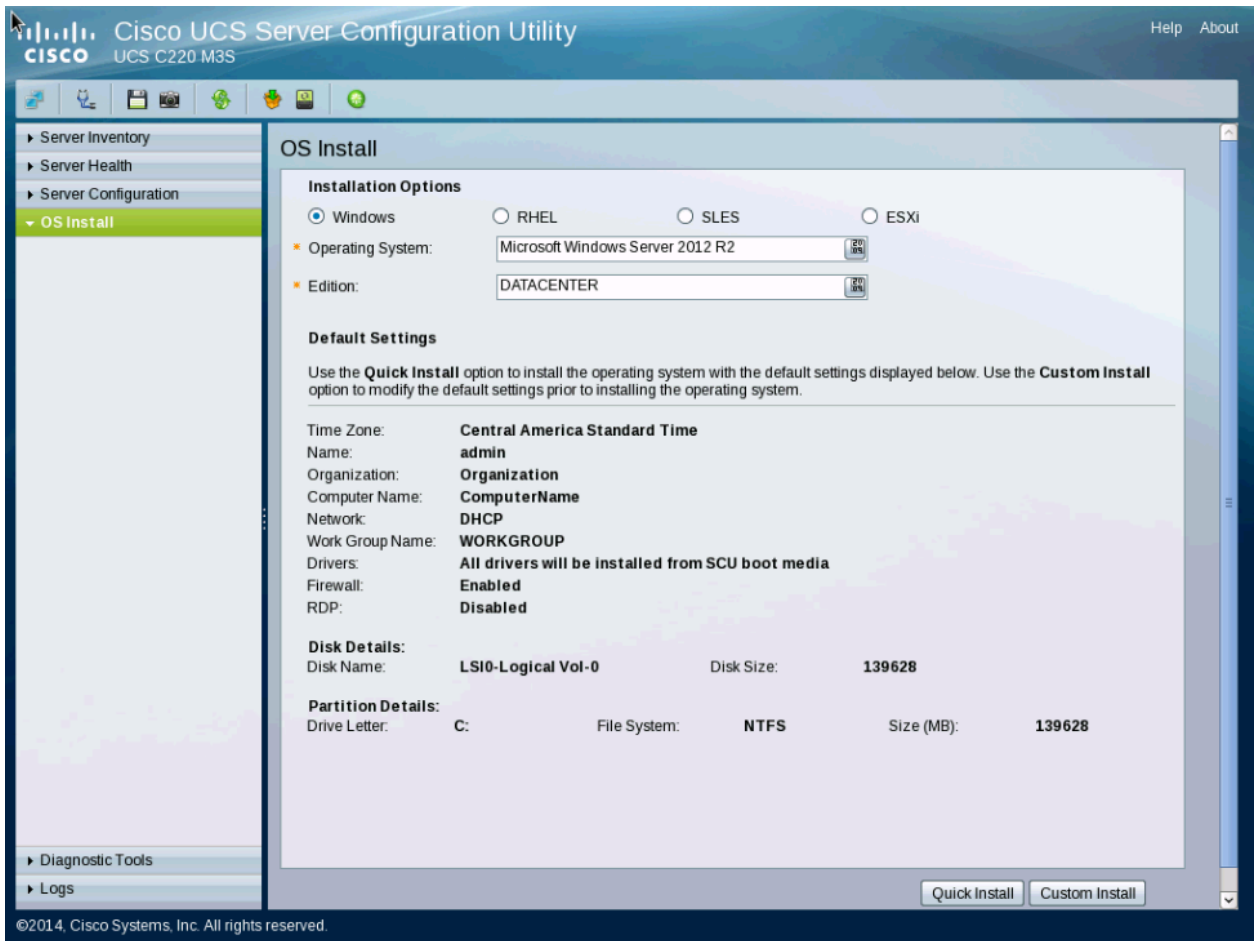 Cisco UCS Server Configuration Utility
CISCO UCS C220 M3S
Help About
Server Inventory
Server Health
Server Configuration
OS Install
Diagnostic Tools
Logs
OS Install
Installation Options
Windows RHEL SLES ESXi
* Operating System: Microsoft Windows Server 2012 R2
* Edition: DATACENTER
Default Settings
Use the Quick Install option to install the operating system with the default settings displayed below. Use the Custom Install
option to modify the default settings prior to installing the operating system.
Time Zone: Central America Standard Time
Name: admin
Organization: Organization
Computer Name: ComputerName
Network: DHCP
Work Group Name: WORKGROUP
Drivers: All drivers will be installed from SCU boot media
Firewall: Enabled
RDP: Disabled
Disk Details:
Disk Name: LSI0-Logical Vol-0 Disk Size: 139628
Partition Details:
Drive Letter: C: File System: NTFS Size (MB): 139628
Quick Install Custom Install
©2014, Cisco Systems, Inc. All rights reserved.